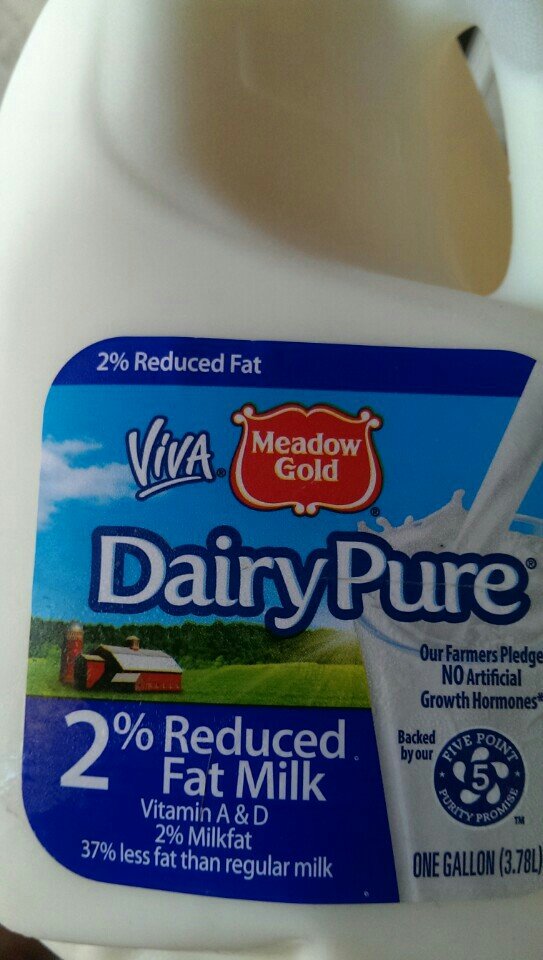 2% Reduced Fat
ViVA®
Meadow
Gold®
DairyPure®
Our Farmers Pledge
NO Artificial
Growth Hormones*
2% Reduced
Fat Milk
Vitamin A & D
2% Milkfat
37% less fat than regular milk
Backed
by our
FIVE POINT
5
PURITY PROMISE
TM
ONE GALLON (3.78L)